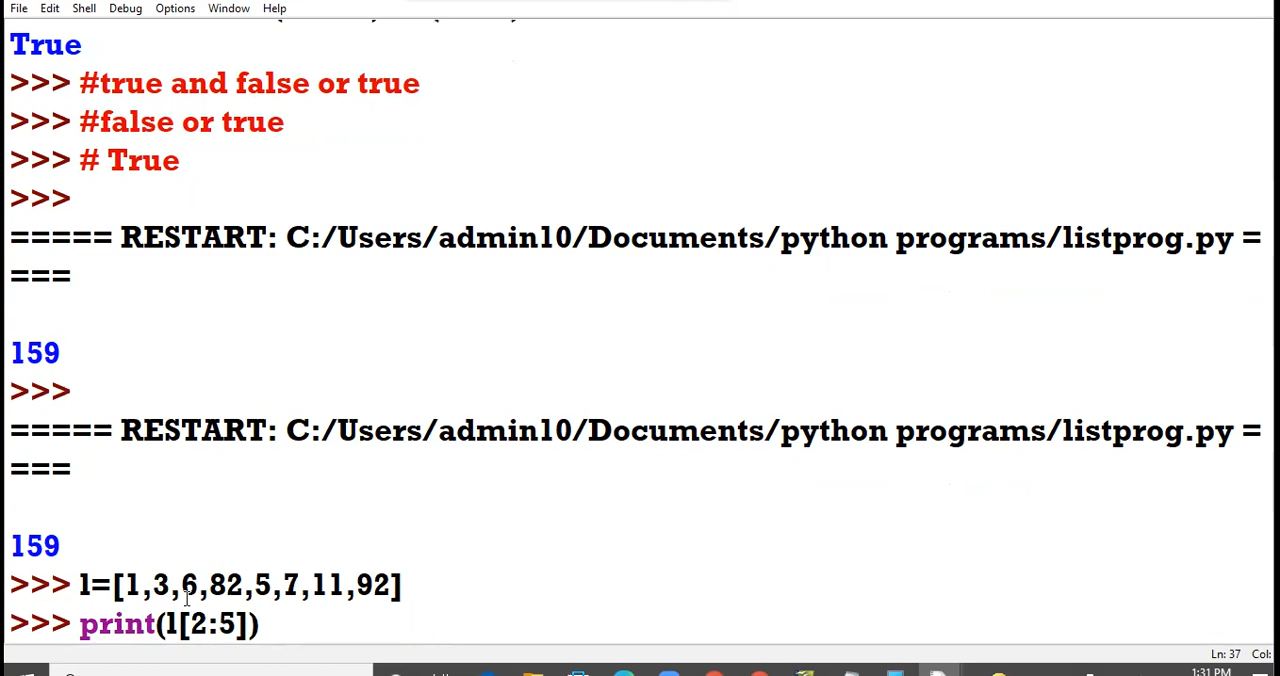 File Edit Shell Debug Options Window Help
True
>>> #true and false or true
>>> #false or true
>>> # True
>>>
===== RESTART: C:/Users/admin10/Documents/python programs/listprog.py =
===
159
>>>
===== RESTART: C:/Users/admin10/Documents/python programs/listprog.py =
===
159
>>> l=[1,3,6,82,5,7,11,92]
>>> print(l[2:5])
Ln: 37 Col:
1:31 PM